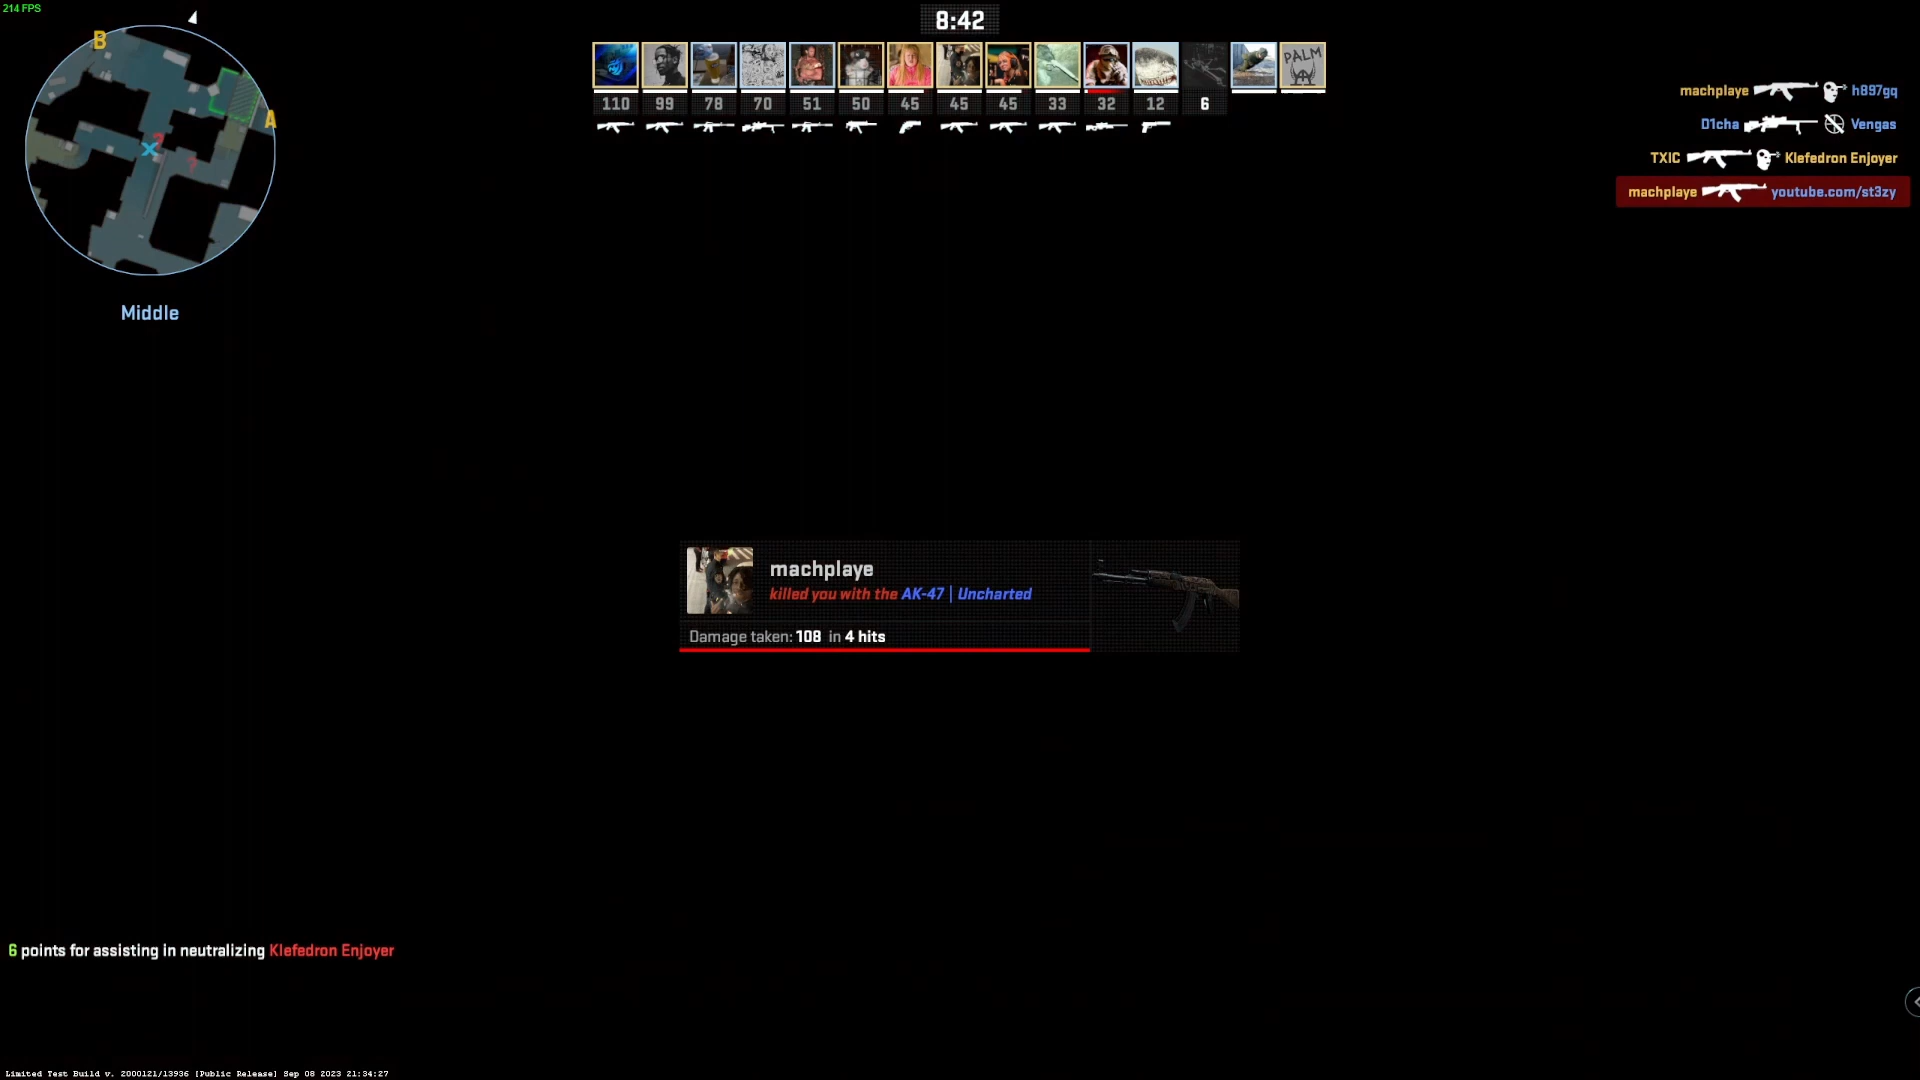 214 FPS
8:42
B
A
PALM
110 99 78 70 51 50 45 45 45 33 32 12 6
machplaye h897gq
D1cha Vengas
TXIC Klefedron Enjoyer
machplaye youtube.com/st3zy
Middle
machplaye
killed you with the AK-47 | Uncharted
Damage taken: 108 in 4 hits
6 points for assisting in neutralizing Klefedron Enjoyer
Limited Test Build v. 2000121/13936 [Public Release] Sep 08 2023 21:34:27